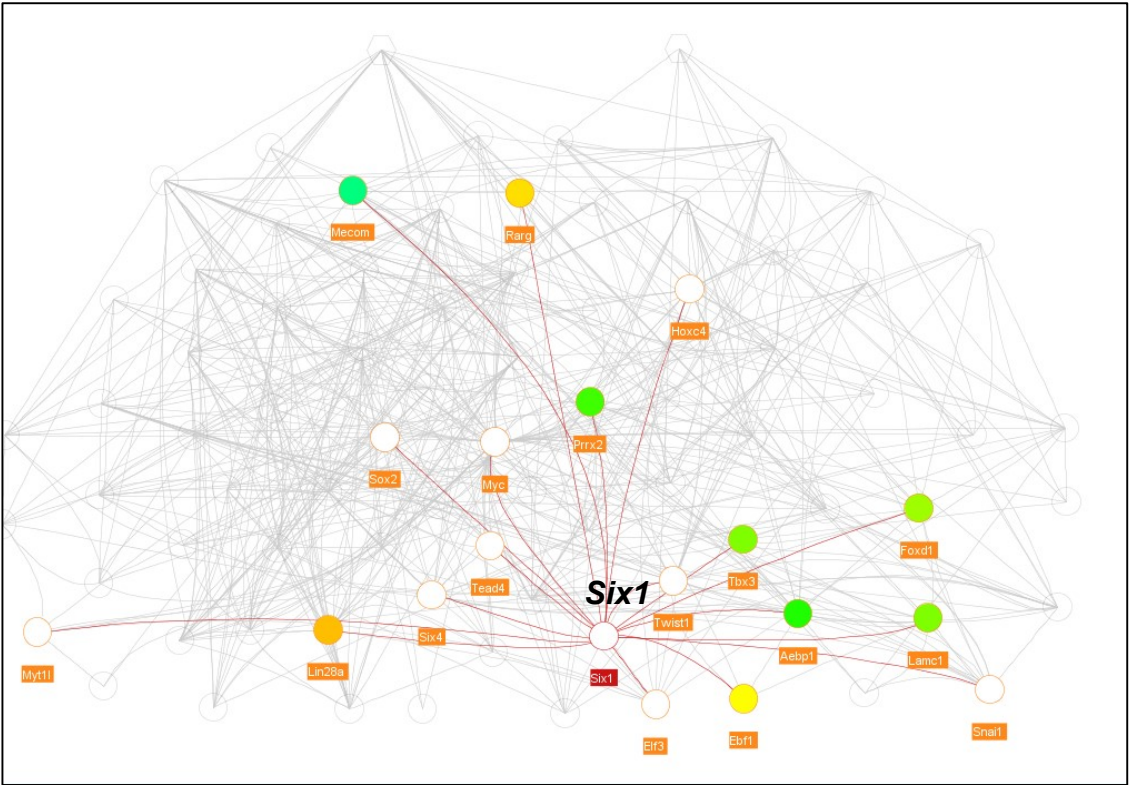 Mecom
Rarg
Hoxc4
Prrx2
Sox2
Myc
Foxd1
Tbx3
Tead4
Six1
Twist1
Six4
Aebp1
Lamc1
Myt1l
Lin28a
Six1
Snai1
Elf3
Ebf1